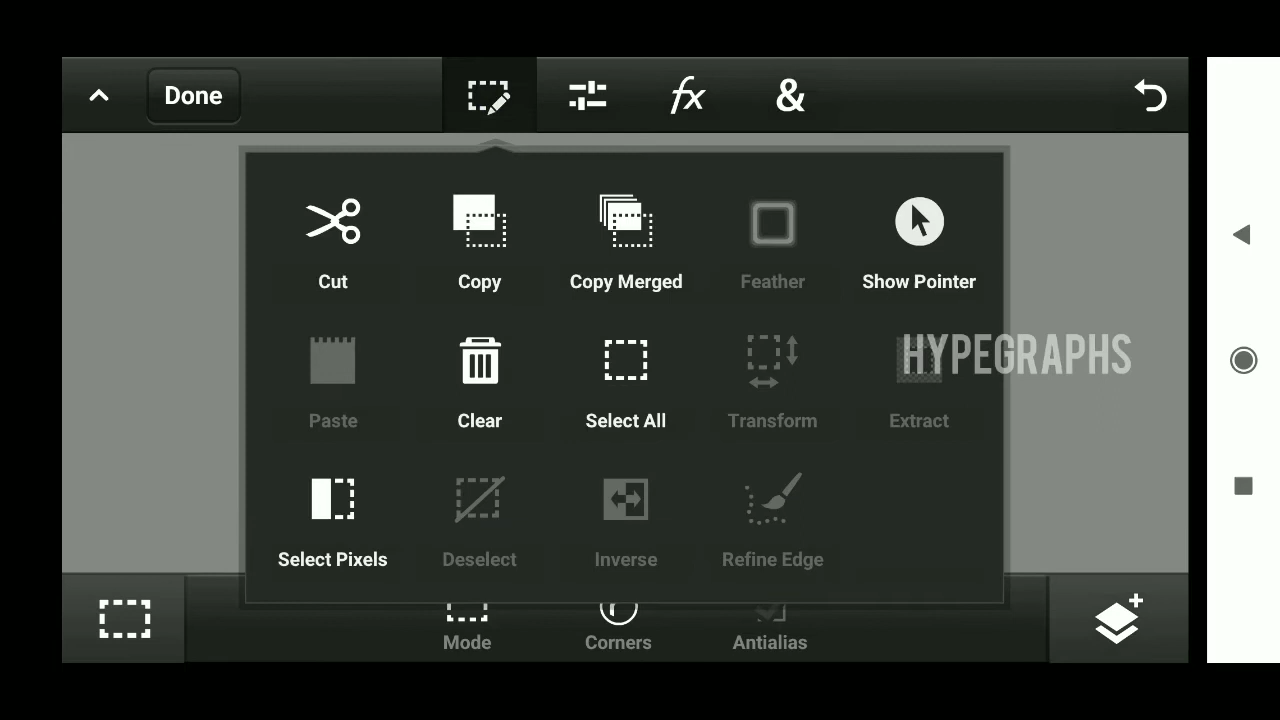 Done fx &
Cut Copy Copy Merged Feather Show Pointer
HYPEGRAPHS
Paste Clear Select All Transform Extract
Select Pixels Deselect Inverse Refine Edge
Mode Corners Antialias